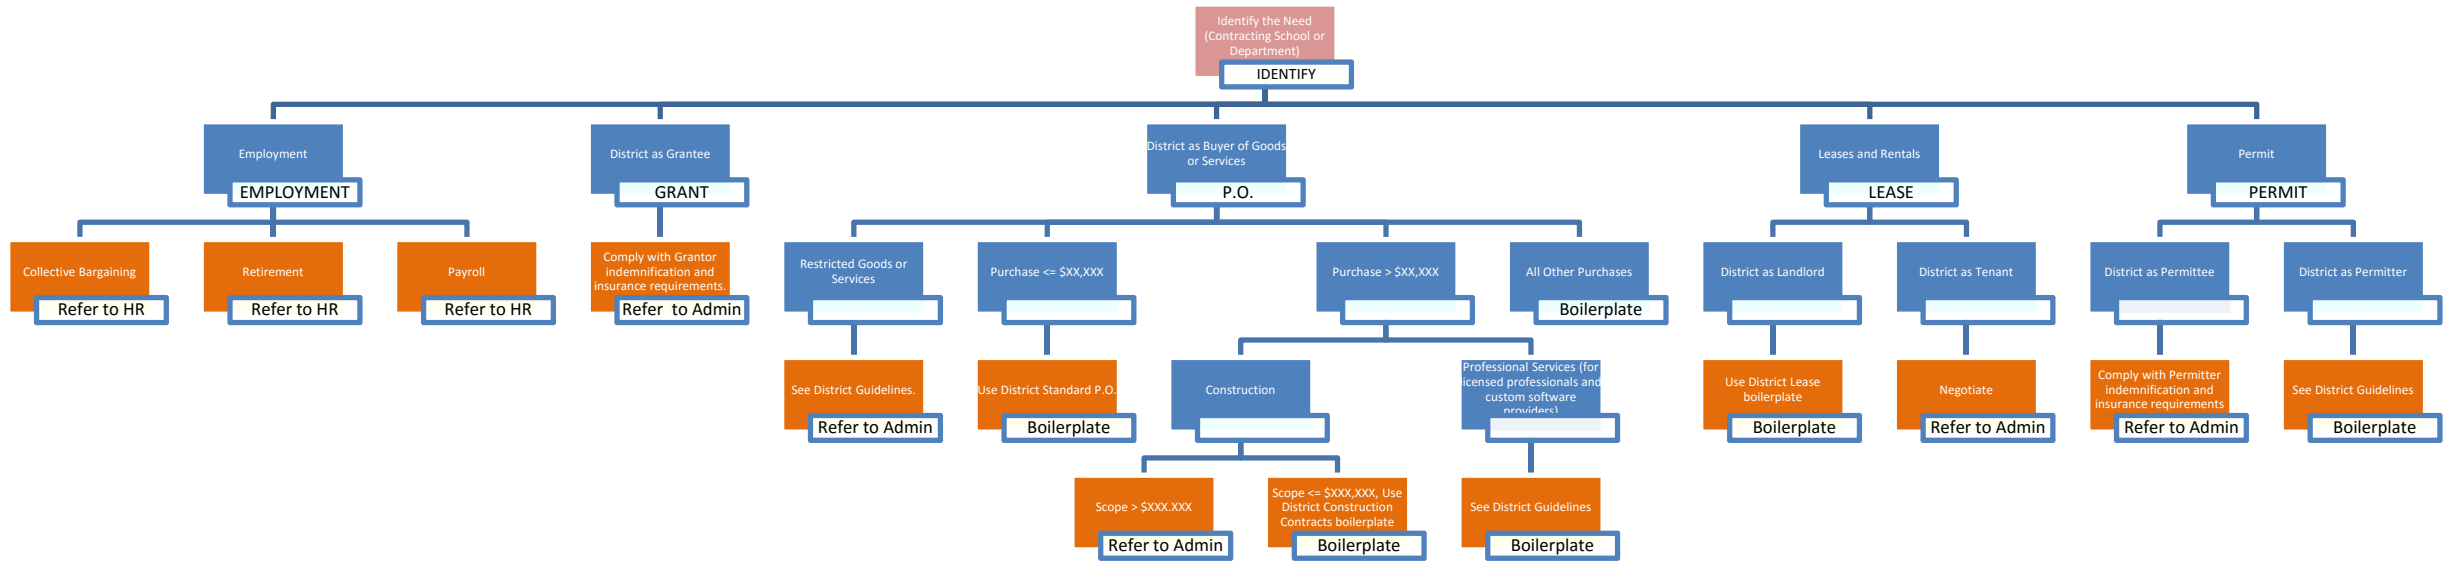 Identify the Need
(Contracting School or
Department)
IDENTIFY
Employment
EMPLOYMENT
District as Grantee
GRANT
District as Buyer of Goods
or Services
P.O.
Leases and Rentals
LEASE
Permit
PERMIT
Collective Bargaining
Refer to HR
Retirement
Refer to HR
Payroll
Refer to HR
Comply with Grantor
indemnification and
insurance requirements.
Refer  to Admin
Restricted Goods or
Services
Purchase <= $XX,XXX
Purchase > $XX,XXX
All Other Purchases
Boilerplate
District as Landlord
District as Tenant
District as Permittee
District as Permitter
See District Guidelines.
Refer to Admin
Use District Standard P.O.
Boilerplate
Construction
Professional Services (for
licensed professionals and
custom software
providers)
Use District Lease
boilerplate
Boilerplate
Negotiate
Refer to Admin
Comply with Permitter
indemnification and
insurance requirements
Refer to Admin
See District Guidelines
Boilerplate
Scope > $XXX.XXX
Refer to Admin
Scope <= $XXX,XXX, Use
District Construction
Contracts boilerplate
Boilerplate
See District Guidelines
Boilerplate